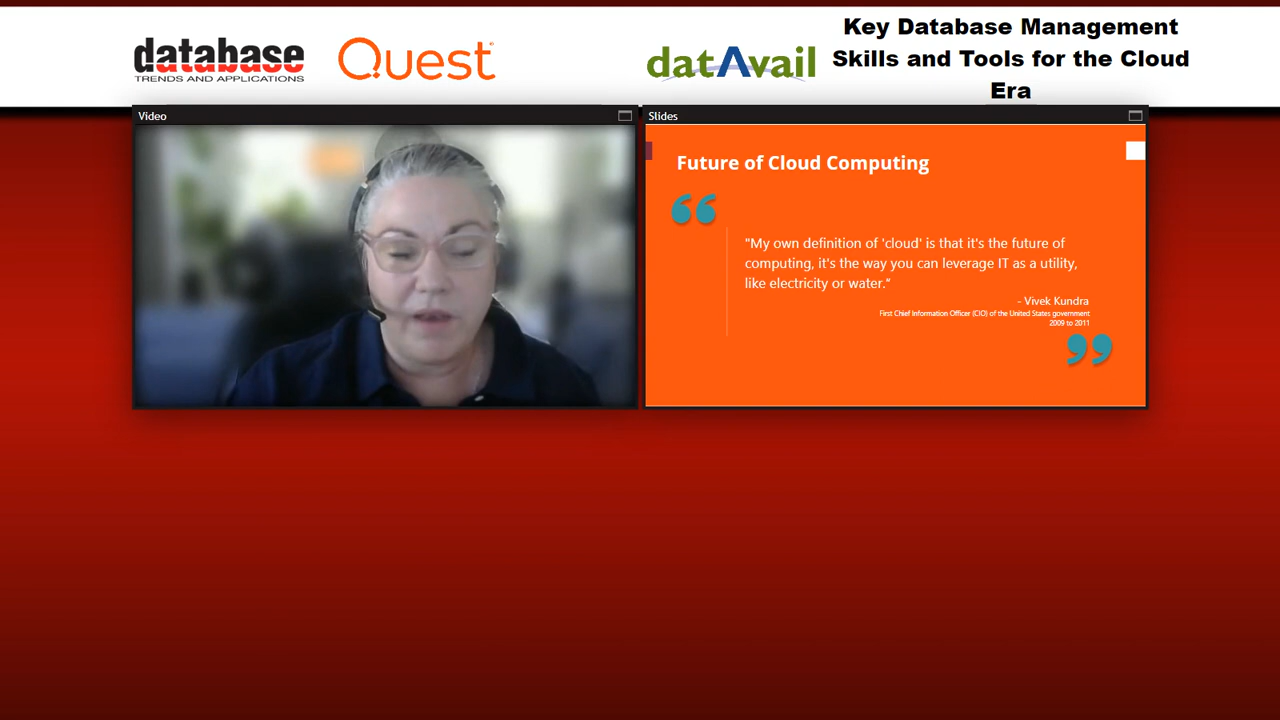 database
TRENDS AND APPLICATIONS
Quest
datAvail
Key Database Management
Skills and Tools for the Cloud
Era
Video
Slides
Future of Cloud Computing
“
"My own definition of 'cloud' is that it's the future of
computing, it's the way you can leverage IT as a utility,
like electricity or water.”
- Vivek Kundra
First Chief Information Officer (CIO) of the United States government
2009 to 2011
”